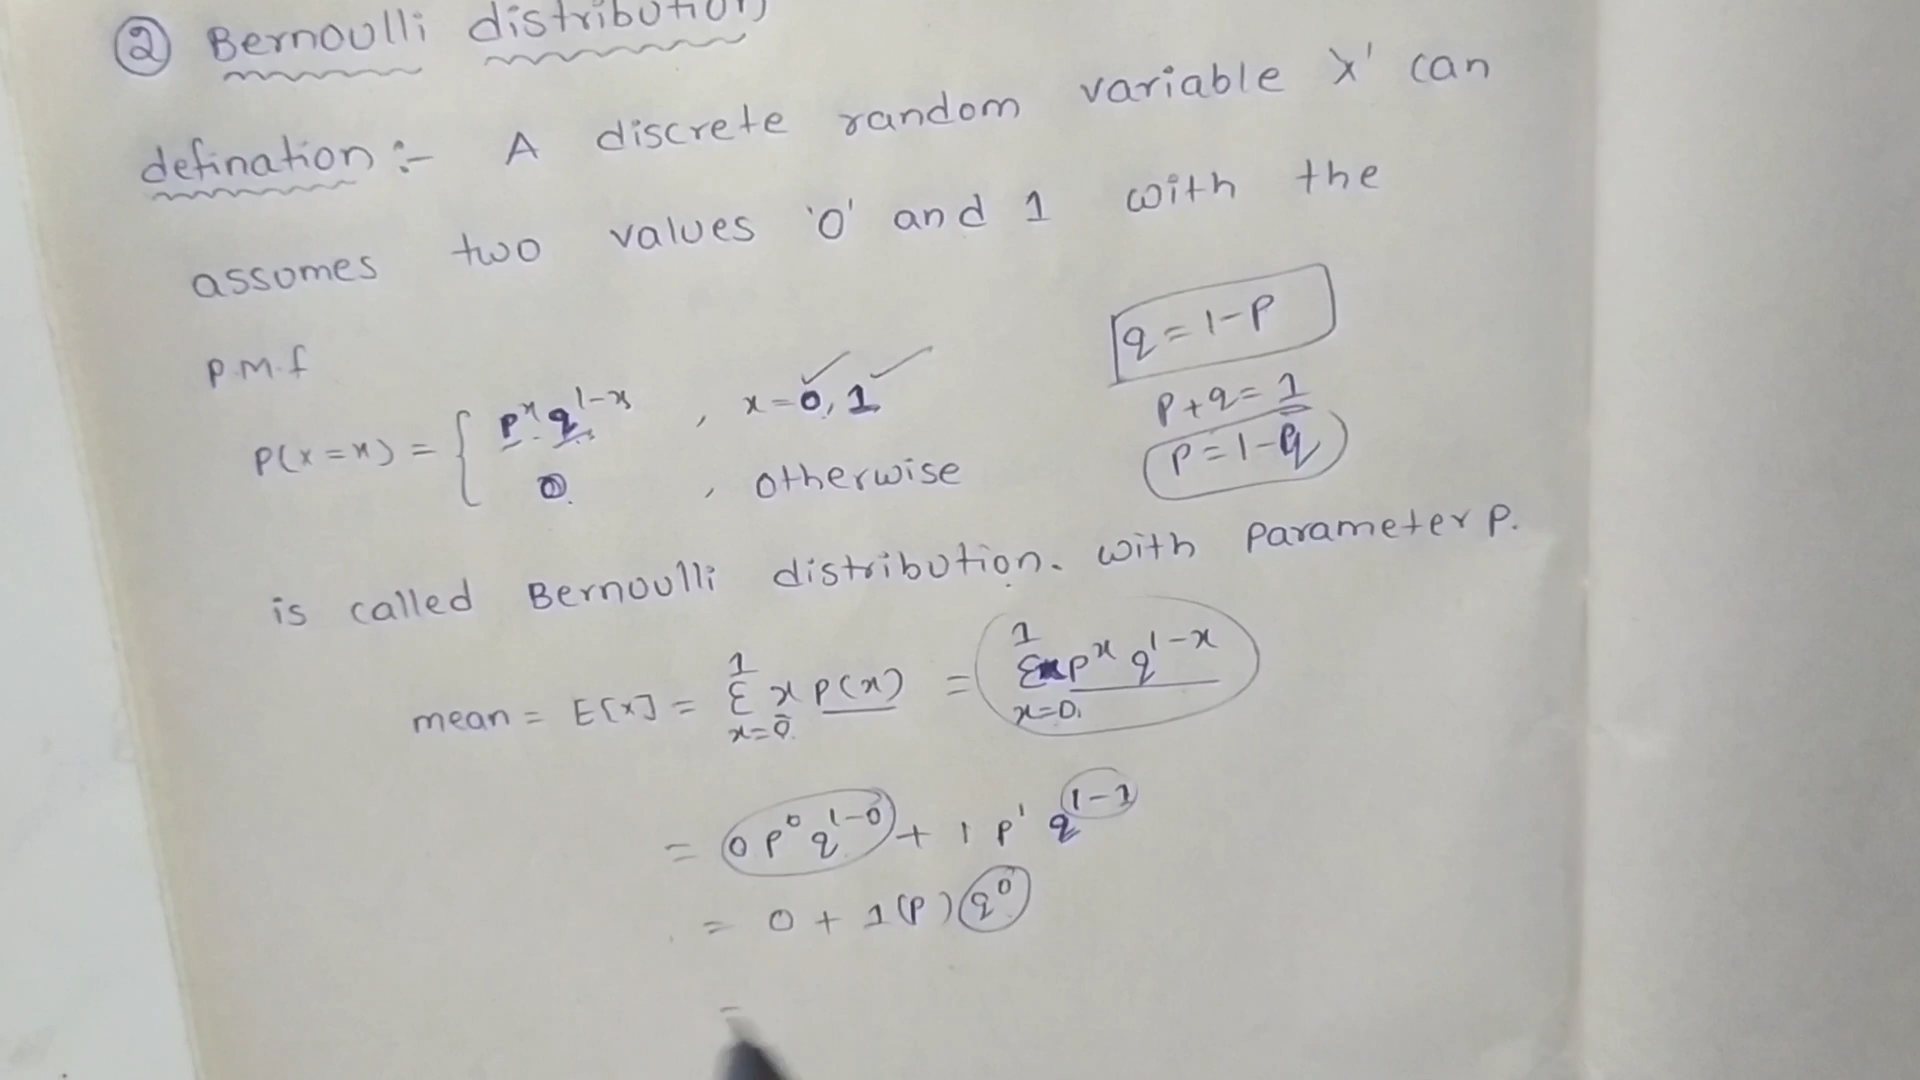 ② Bernoulli distribution
defination :- A discrete random variable X' can
assumes two values '0' and 1 with the
P.M.f
q = 1-p
P(X=x) = { p^x q^{1-x} , x=0, 1
0 , otherwise
p+q = 1
p = 1-q
is called Bernoulli distribution. with parameter p.
mean = E[X] = Σ_{x=0}^{1} x p(x) = Σ_{x=0}^{1} x p^x q^{1-x}
= 0 p^0 q^{1-0} + 1 p^1 q^{1-1}
= 0 + 1(p) (q^0)
=